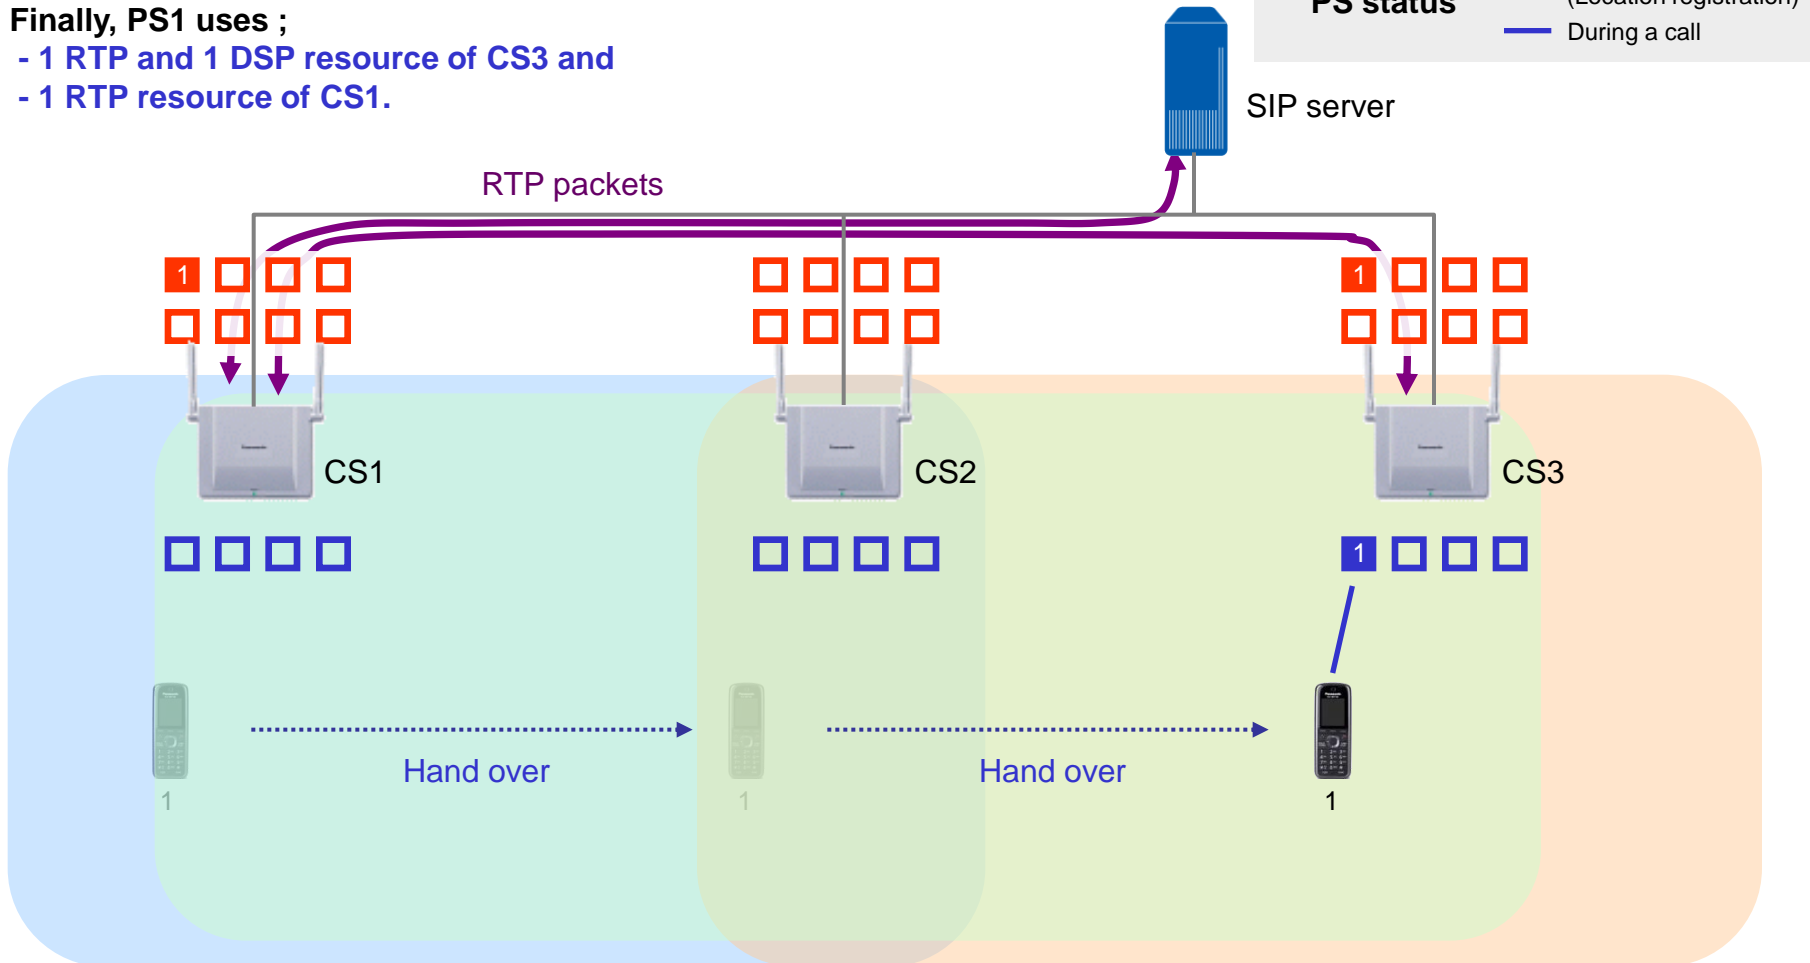 Finally, PS1 uses ;
- 1 RTP and 1 DSP resource of CS3 and
- 1 RTP resource of CS1.
PS status
(Location registration)
During a call
SIP server
RTP packets
1
1
CS1
CS2
CS3
1
Hand over
Hand over
1
1
1